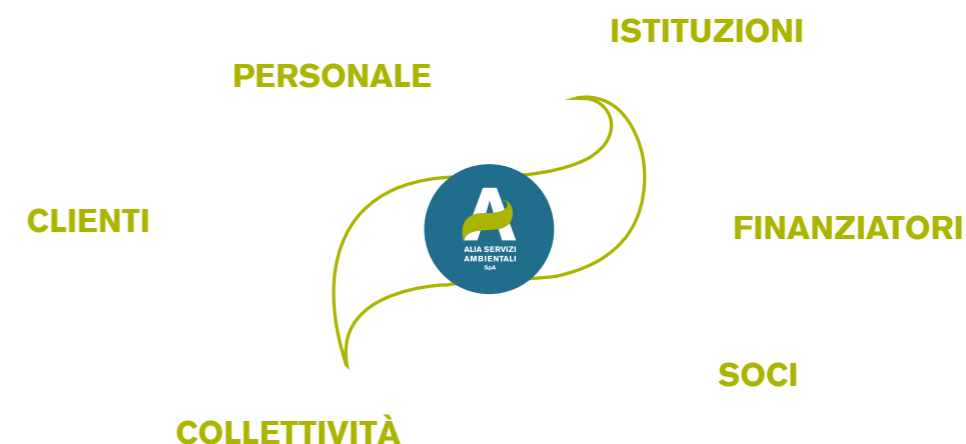 ISTITUZIONI
PERSONALE
CLIENTI
FINANZIATORI
A
ALIA SERVIZI
AMBIENTALI
SpA
SOCI
COLLETTIVITÀ